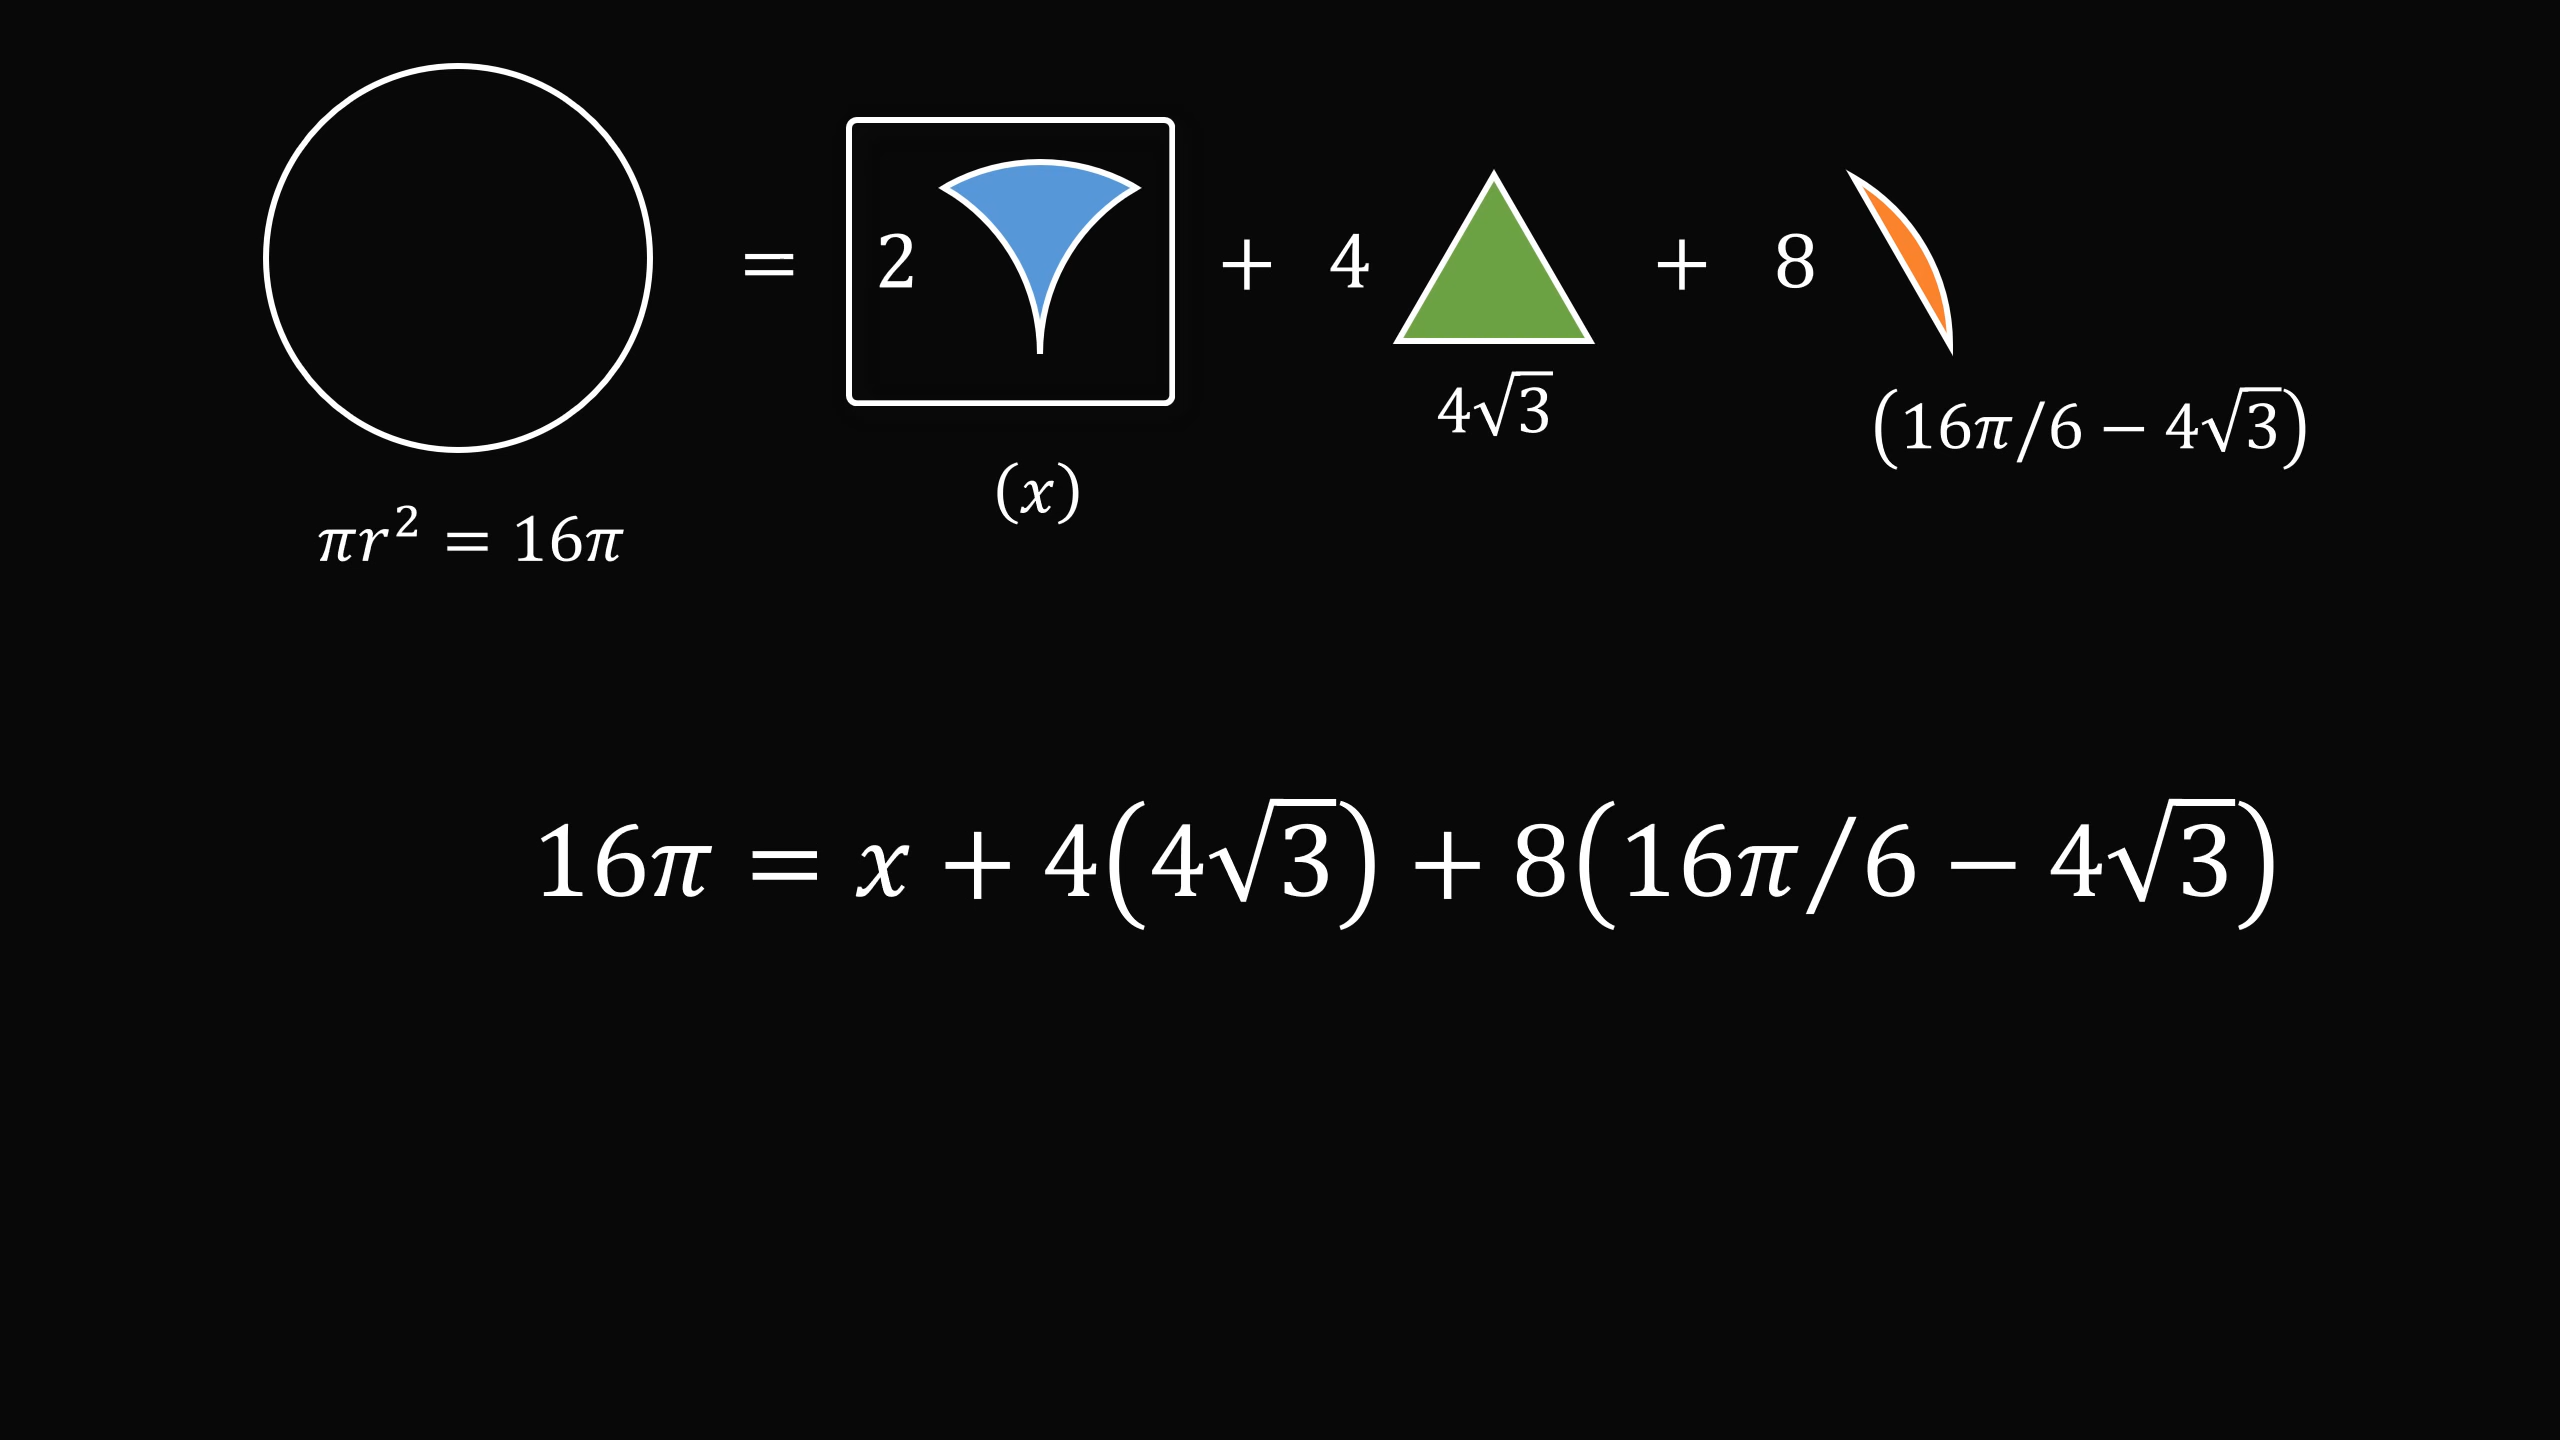 = 2 + 4 + 8
4√3
(16π/6 − 4√3)
(x)
πr² = 16π
16π = x + 4(4√3) + 8(16π/6 − 4√3)